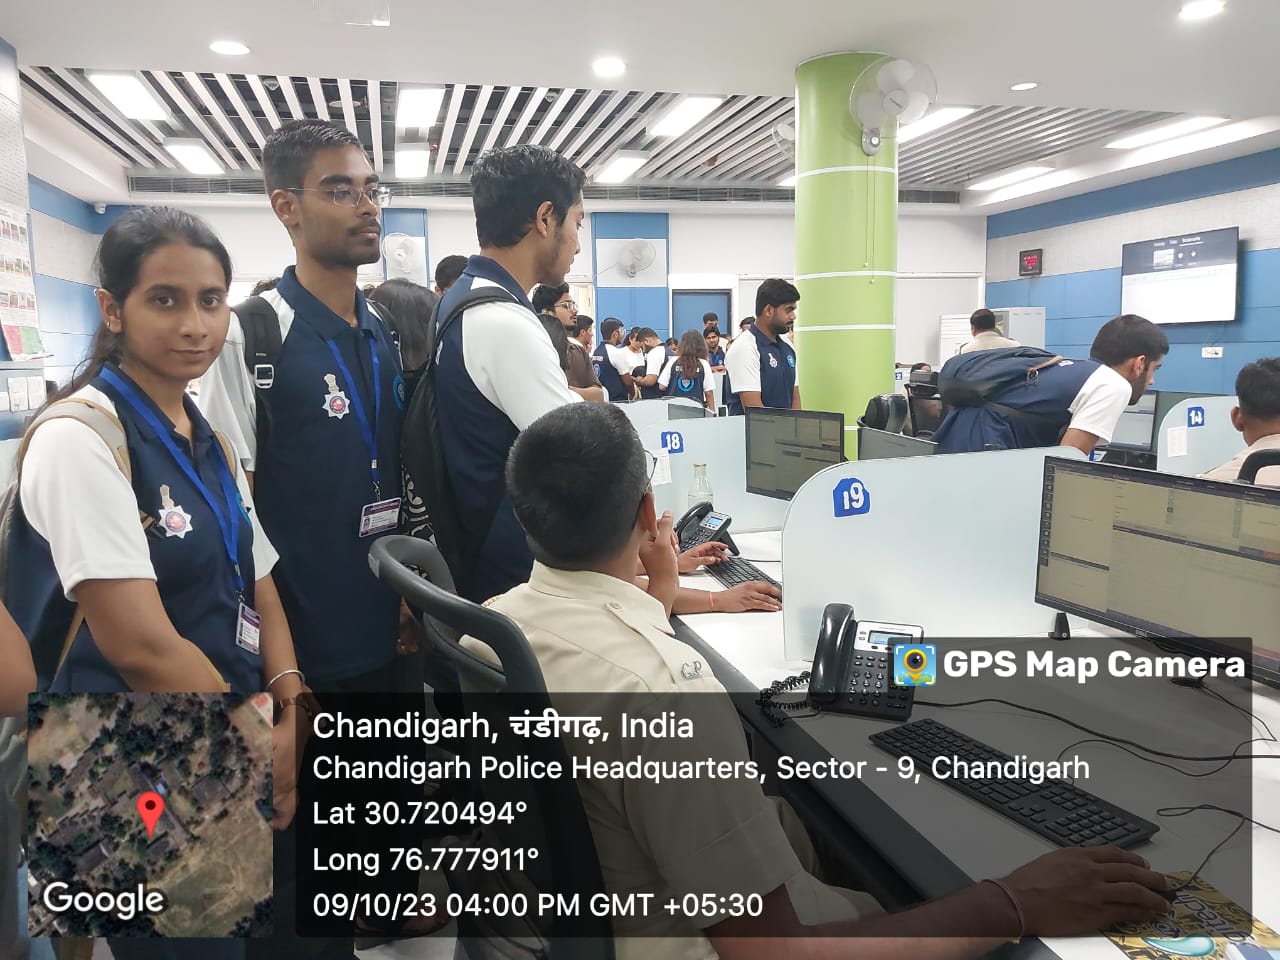 18
19
14
GPS Map Camera
Chandigarh, चंडीगढ़, India
Chandigarh Police Headquarters, Sector - 9, Chandigarh
Lat 30.720494°
Long 76.777911°
09/10/23 04:00 PM GMT +05:30
Google